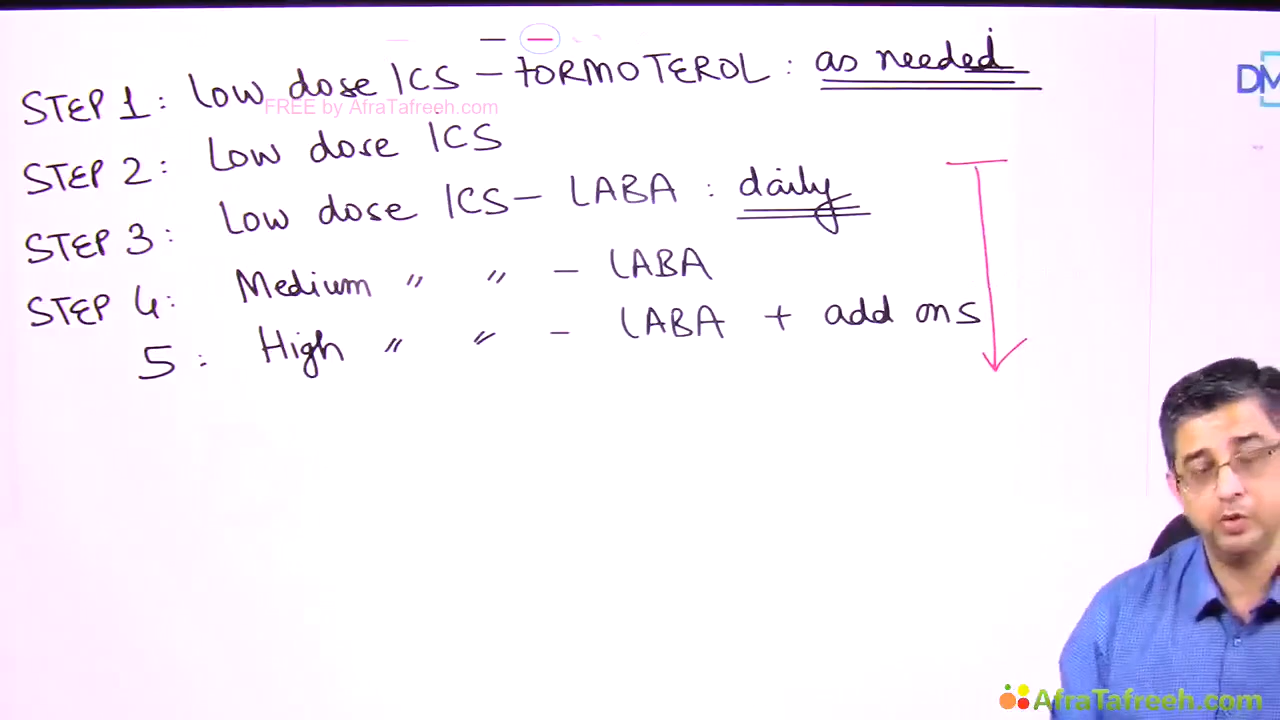 STEP 1: Low dose ICS – FORMOTEROL : as needed
FREE by AfraTafreeh.com
DM
STEP 2: Low dose ICS
STEP 3: Low dose ICS – LABA : daily
STEP 4: Medium " " – LABA
5: High " " – LABA + add ons
AfraTafreeh.com